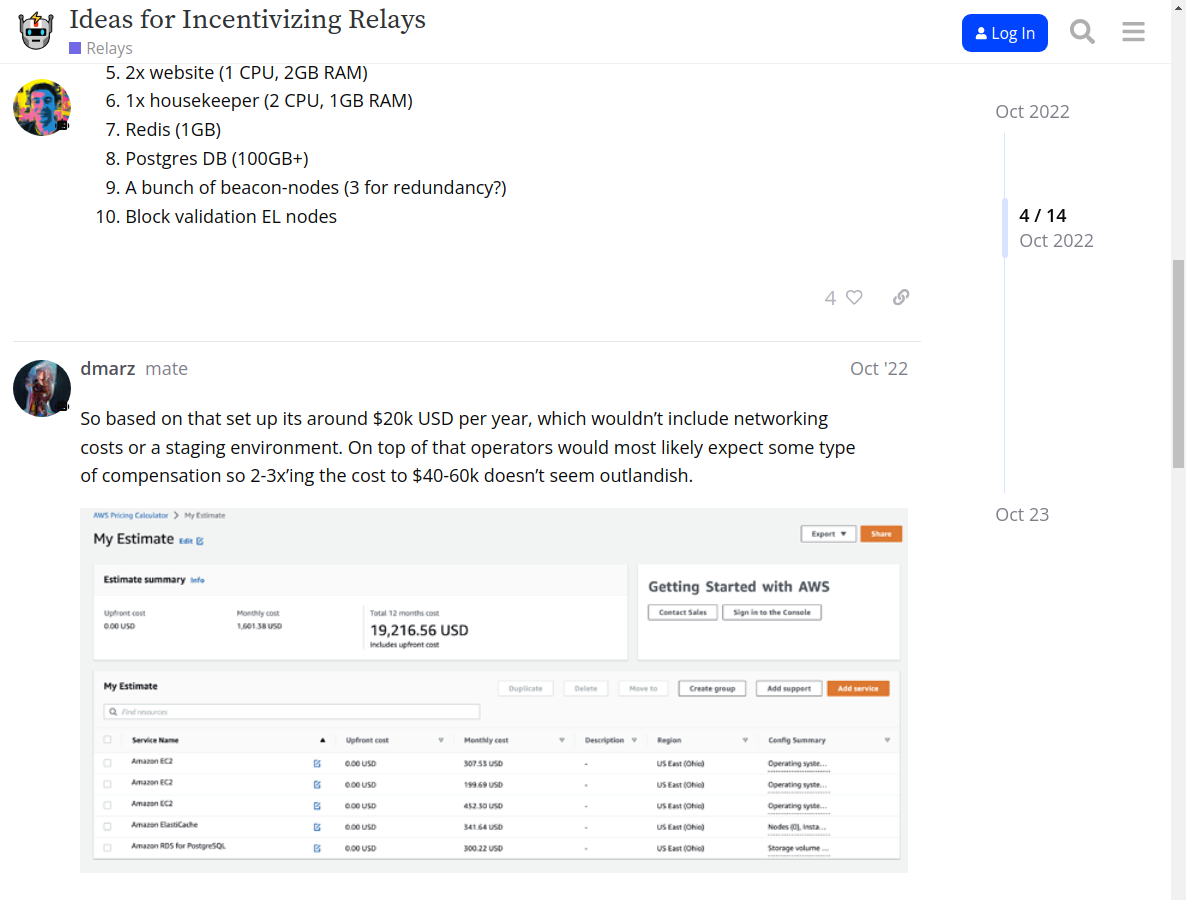 Ideas for Incentivizing Relays
Relays
Log In
5. 2x website (1 CPU, 2GB RAM)
6. 1x housekeeper (2 CPU, 1GB RAM)
7. Redis (1GB)
8. Postgres DB (100GB+)
9. A bunch of beacon-nodes (3 for redundancy?)
10. Block validation EL nodes
4
Oct 2022
4 / 14
Oct 2022
Oct 23
dmarz mate Oct '22
So based on that set up its around $20k USD per year, which wouldn’t include networking
costs or a staging environment. On top of that operators would most likely expect some type
of compensation so 2-3x’ing the cost to $40-60k doesn’t seem outlandish.
AWS Pricing Calculator > My Estimate
My Estimate Edit
Export Share
Estimate summary Info
Upfront cost Monthly cost Total 12 months cost
0.00 USD 1,601.38 USD 19,216.56 USD
Includes upfront cost
Getting Started with AWS
Contact Sales Sign in to the Console
My Estimate
Duplicate Delete Move to Create group Add support Add service
Find resources
Service Name Upfront cost Monthly cost Description Region Config Summary
Amazon EC2 0.00 USD 307.53 USD - US East (Ohio) Operating syste...
Amazon EC2 0.00 USD 199.69 USD - US East (Ohio) Operating syste...
Amazon EC2 0.00 USD 452.30 USD - US East (Ohio) Operating syste...
Amazon ElastiCache 0.00 USD 341.64 USD - US East (Ohio) Nodes (0), Insta...
Amazon RDS for PostgreSQL 0.00 USD 300.22 USD - US East (Ohio) Storage volume ...